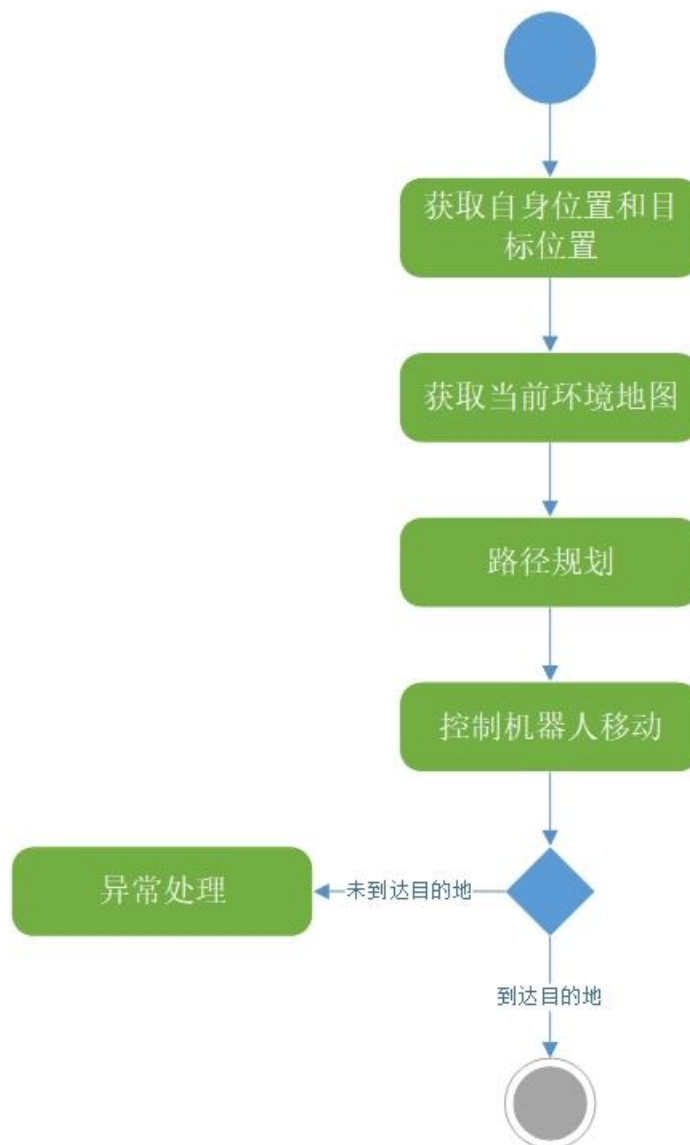 获取自身位置和目
标位置
获取当前环境地图
路径规划
控制机器人移动
异常处理
未到达目的地
到达目的地